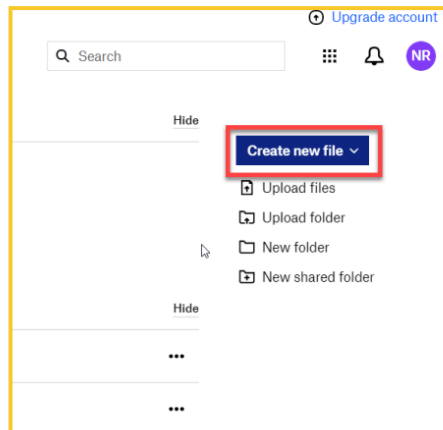 Upgrade account
Search
NR
Hide
Create new file
Upload files
Upload folder
New folder
New shared folder
Hide